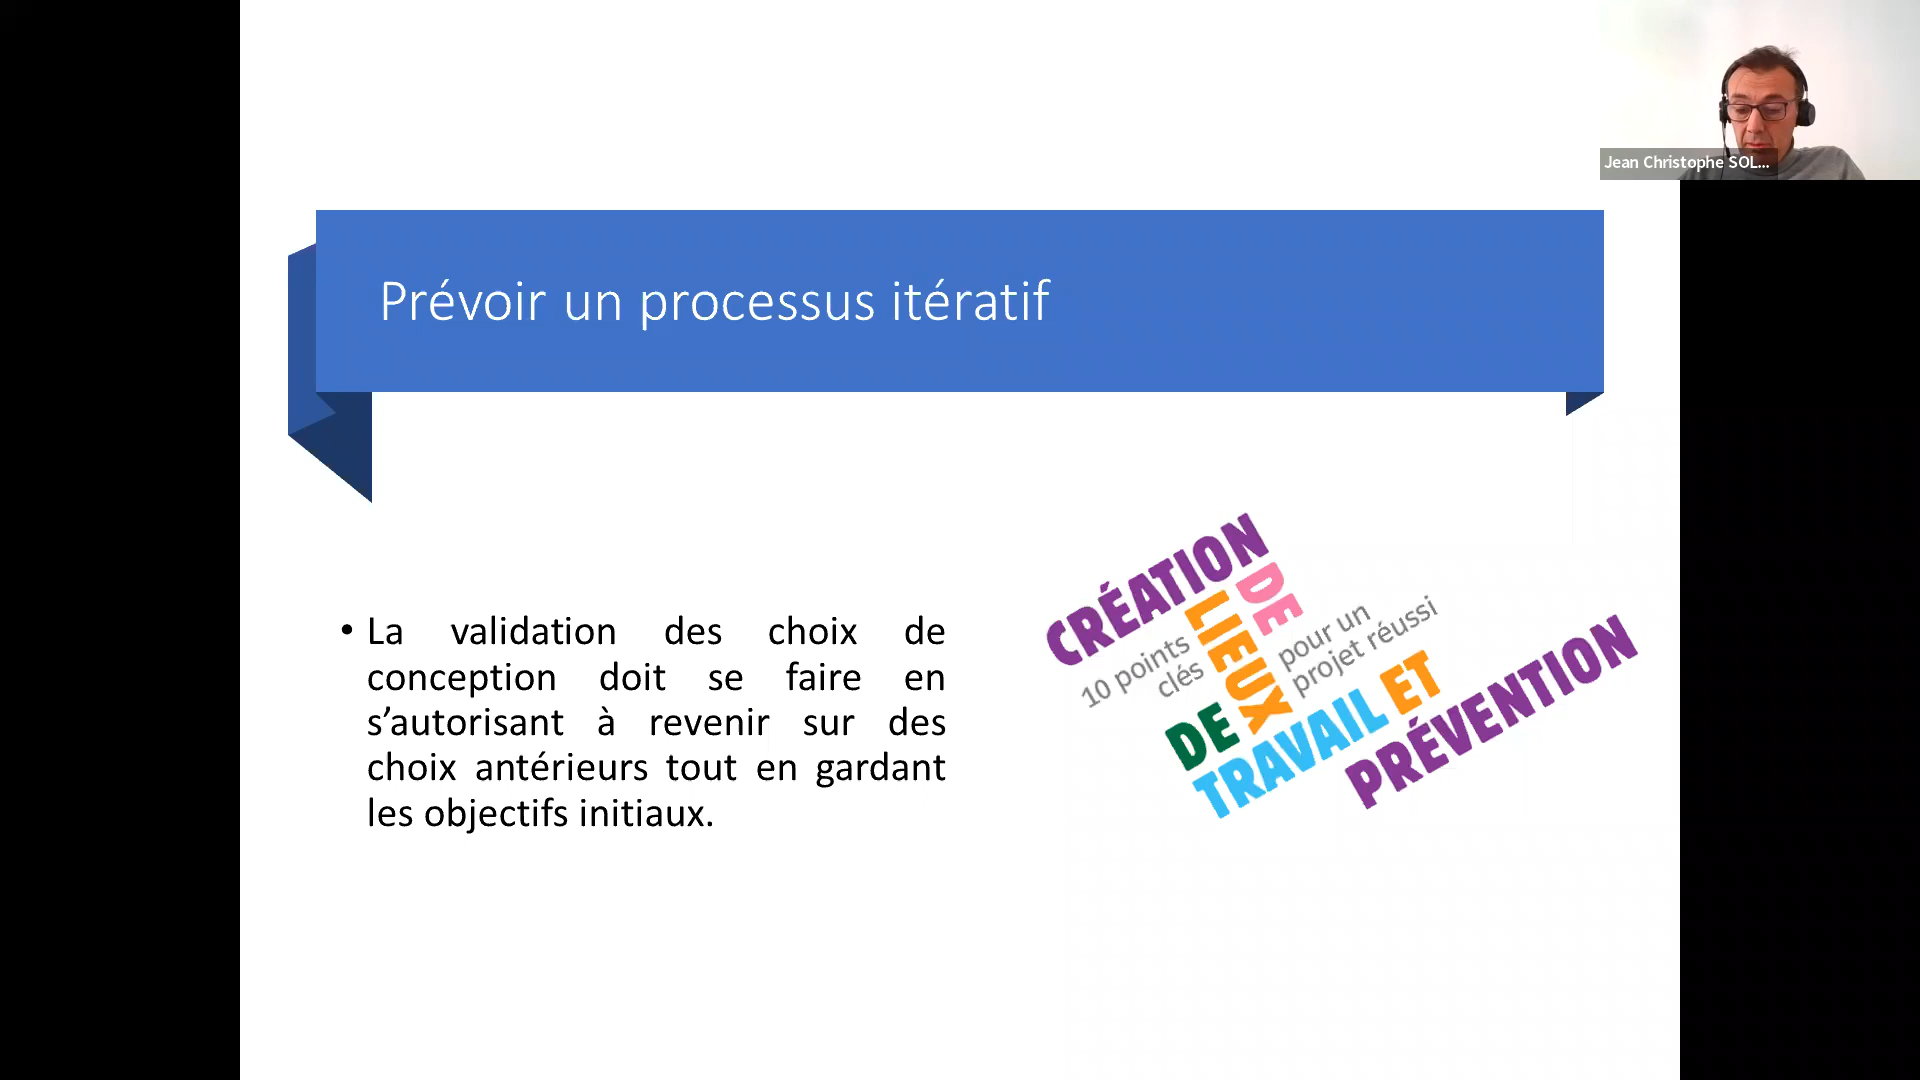 Jean Christophe SOL...
Prévoir un processus itératif
• La validation des choix de
conception doit se faire en
s’autorisant à revenir sur des
choix antérieurs tout en gardant
les objectifs initiaux.
CRÉATION
DE
LIEUX
10 points
clés
pour un
projet réussi
DE
TRAVAIL ET
PRÉVENTION